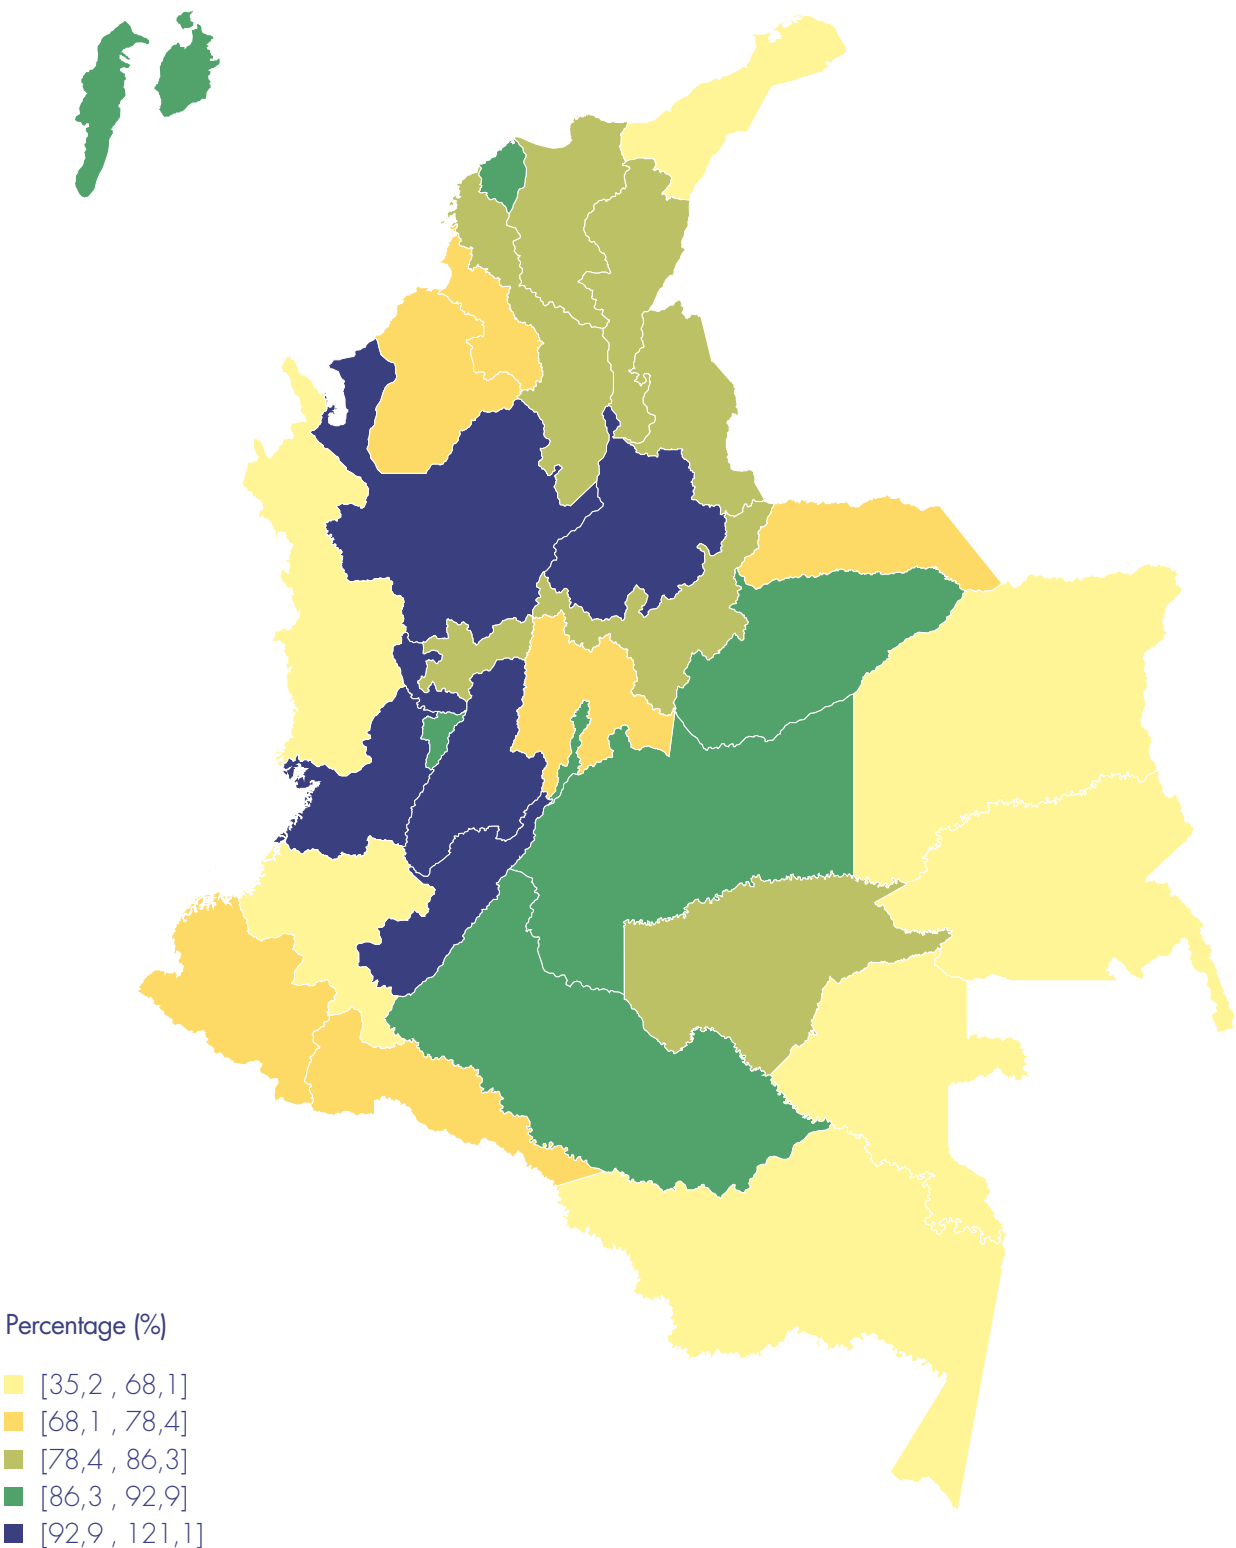 Percentage (%)
[35,2 , 68,1]
[68,1 , 78,4]
[78,4 , 86,3]
[86,3 , 92,9]
[92,9 , 121,1]